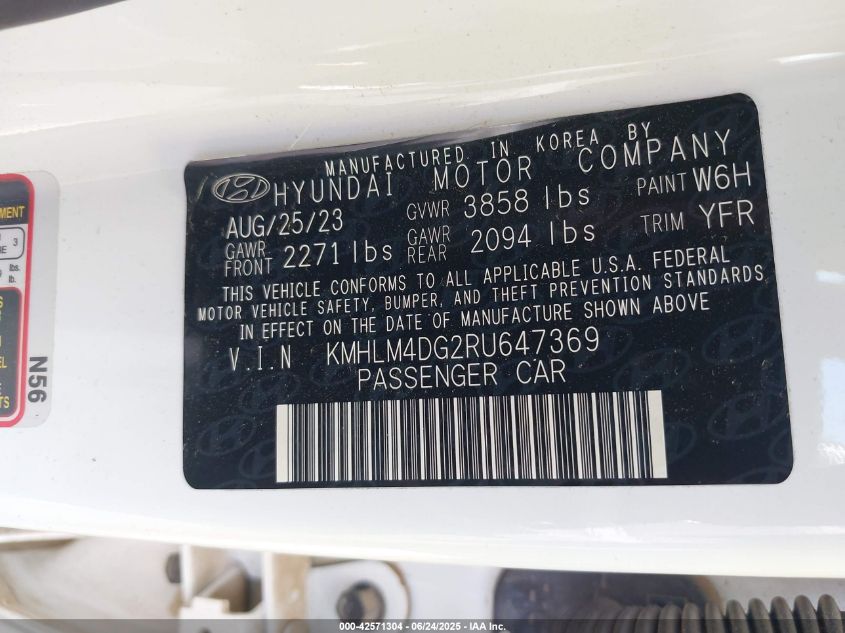 MANUFACTURED IN KOREA BY
HYUNDAI MOTOR COMPANY
AUG/25/23 GVWR 3858 lbs PAINT W6H
GAWR FRONT 2271 lbs GAWR REAR 2094 lbs TRIM YFR
THIS VEHICLE CONFORMS TO ALL APPLICABLE U.S.A. FEDERAL
MOTOR VEHICLE SAFETY, BUMPER, AND THEFT PREVENTION STANDARDS
IN EFFECT ON THE DATE OF MANUFACTURE SHOWN ABOVE
V.I.N KMHLM4DG2RU647369
PASSENGER CAR
3
lbs.
lb.
N56
000-42571304 - 06/24/2025 - IAA Inc.